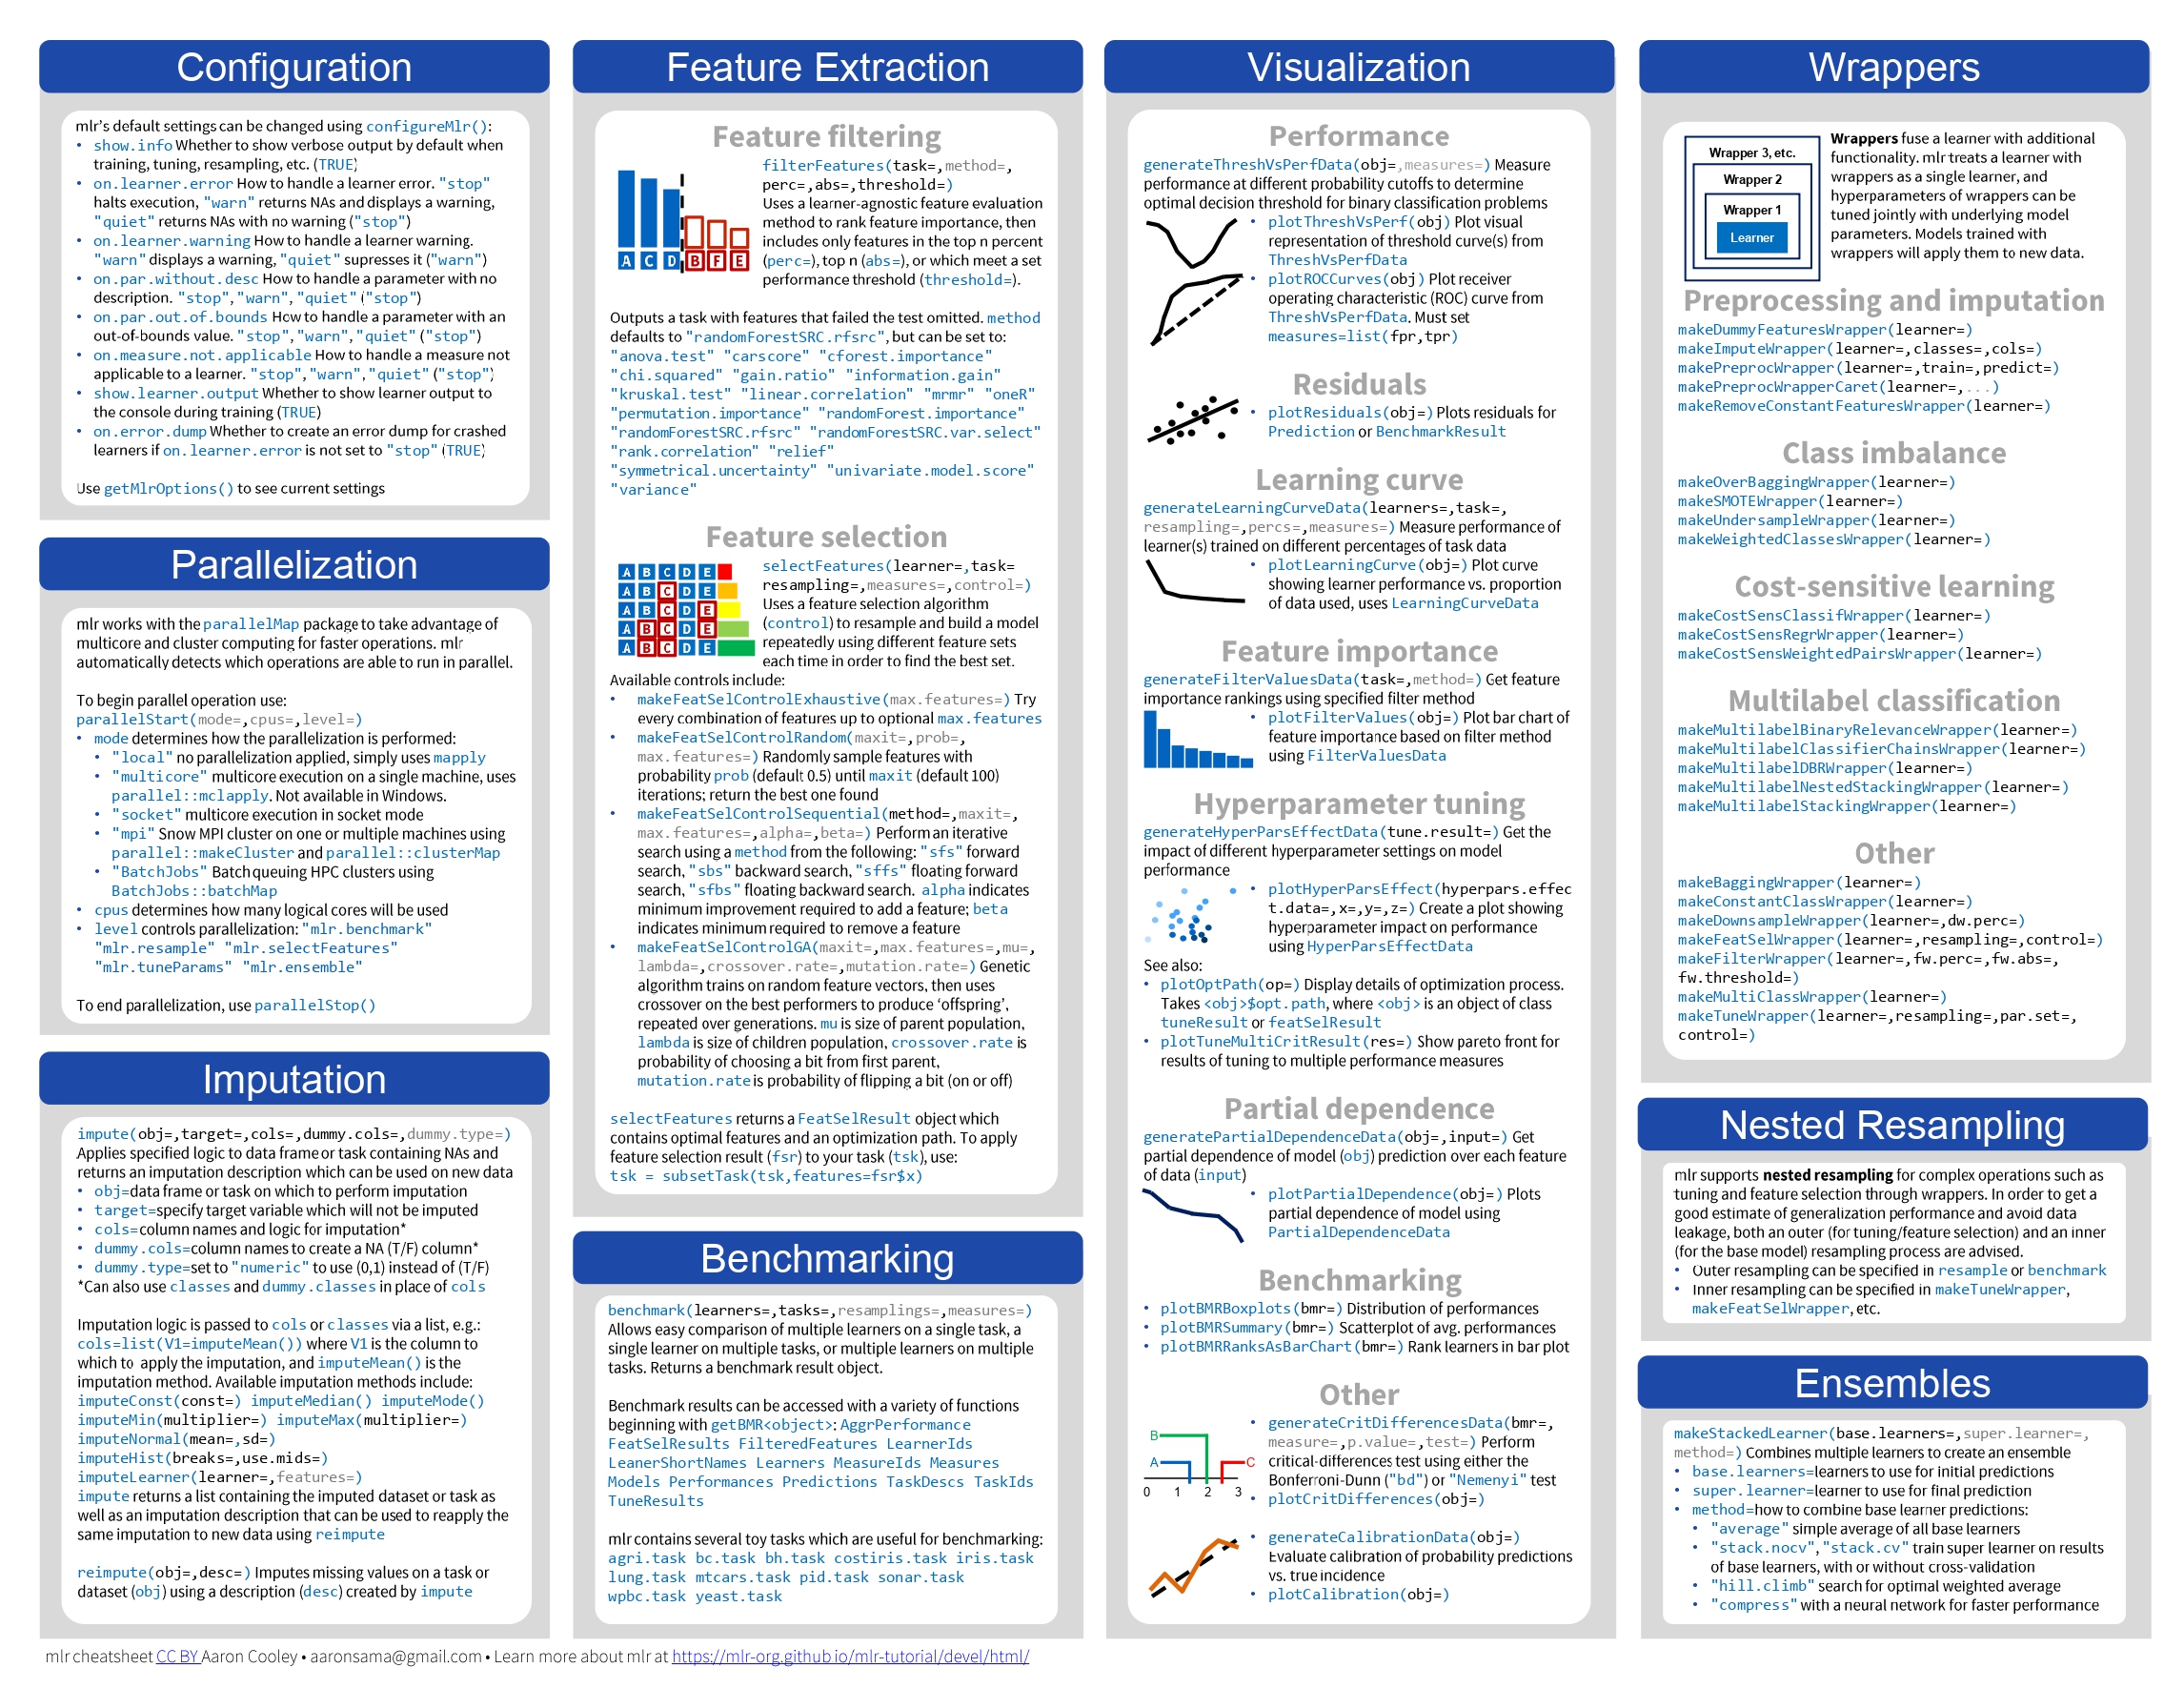 Configuration
mlr's default settings can be changed using configureMlr():
• show.info Whether to show verbose output by default when
training, tuning, resampling, etc. (TRUE)
• on.learner.error How to handle a learner error. "stop"
halts execution, "warn" returns NAs and displays a warning,
"quiet" returns NAs with no warning ("stop")
• on.learner.warning How to handle a learner warning.
"warn" displays a warning, "quiet" supresses it ("warn")
• on.par.without.desc How to handle a parameter with no
description. "stop","warn","quiet" ("stop")
• on.par.out.of.bounds How to handle a parameter with an
out-of-bounds value. "stop","warn","quiet" ("stop")
• on.measure.not.applicable How to handle a measure not
applicable to a learner. "stop","warn","quiet" ("stop")
• show.learner.output Whether to show learner output to
the console during training (TRUE)
• on.error.dump Whether to create an error dump for crashed
learners if on.learner.error is not set to "stop" (TRUE)
Use getMlrOptions() to see current settings
Parallelization
mlr works with the parallelMap package to take advantage of
multicore and cluster computing for faster operations. mlr
automatically detects which operations are able to run in parallel.
To begin parallel operation use:
parallelStart(mode=,cpus=,level=)
• mode determines how the parallelization is performed:
• "local" no parallelization applied, simply uses mapply
• "multicore" multicore execution on a single machine, uses
parallel::mclapply. Not available in Windows.
• "socket" multicore execution in socket mode
• "mpi" Snow MPI cluster on one or multiple machines using
parallel::makeCluster and parallel::clusterMap
• "BatchJobs" Batch queuing HPC clusters using
BatchJobs::batchMap
• cpus determines how many logical cores will be used
• level controls parallelization: "mlr.benchmark"
"mlr.resample" "mlr.selectFeatures"
"mlr.tuneParams" "mlr.ensemble"
To end parallelization, use parallelStop()
Imputation
impute(obj=,target=,cols=,dummy.cols=,dummy.type=)
Applies specified logic to data frame or task containing NAs and
returns an imputation description which can be used on new data
• obj=data frame or task on which to perform imputation
• target=specify target variable which will not be imputed
• cols=column names and logic for imputation*
• dummy.cols=column names to create a NA (T/F) column*
• dummy.type=set to "numeric" to use (0,1) instead of (T/F)
*Can also use classes and dummy.classes in place of cols
Imputation logic is passed to cols or classes via a list, e.g.:
cols=list(V1=imputeMean()) where V1 is the column to
which to apply the imputation, and imputeMean() is the
imputation method. Available imputation methods include:
imputeConst(const=) imputeMedian() imputeMode()
imputeMin(multiplier=) imputeMax(multiplier=)
imputeNormal(mean=,sd=)
imputeHist(breaks=,use.mids=)
imputeLearner(learner=,features=)
impute returns a list containing the imputed dataset or task as
well as an imputation description that can be used to reapply the
same imputation to new data using reimpute
reimpute(obj=,desc=) Imputes missing values on a task or
dataset (obj) using a description (desc) created by impute
Feature Extraction
Feature filtering
A C D B F E
filterFeatures(task=,method=,
perc=,abs=,threshold=)
Uses a learner-agnostic feature evaluation
method to rank feature importance, then
includes only features in the top n percent
(perc=), top n (abs=), or which meet a set
performance threshold (threshold=).
Outputs a task with features that failed the test omitted. method
defaults to "randomForestSRC.rfsrc", but can be set to:
"anova.test" "carscore" "cforest.importance"
"chi.squared" "gain.ratio" "information.gain"
"kruskal.test" "linear.correlation" "mrmr" "oneR"
"permutation.importance" "randomForest.importance"
"randomForestSRC.rfsrc" "randomForestSRC.var.select"
"rank.correlation" "relief"
"symmetrical.uncertainty" "univariate.model.score"
"variance"
Feature selection
A B C D E
A B C D E
A B C D E
A B C D E
A B C D E
selectFeatures(learner=,task=
resampling=,measures=,control=)
Uses a feature selection algorithm
(control) to resample and build a model
repeatedly using different feature sets
each time in order to find the best set.
Available controls include:
• makeFeatSelControlExhaustive(max.features=) Try
every combination of features up to optional max.features
• makeFeatSelControlRandom(maxit=,prob=,
max.features=) Randomly sample features with
probability prob (default 0.5) until maxit (default 100)
iterations; return the best one found
• makeFeatSelControlSequential(method=,maxit=,
max.features=,alpha=,beta=) Perform an iterative
search using a method from the following: "sfs" forward
search, "sbs" backward search, "sffs" floating forward
search, "sfbs" floating backward search. alpha indicates
minimum improvement required to add a feature; beta
indicates minimum required to remove a feature
• makeFeatSelControlGA(maxit=,max.features=,mu=,
lambda=,crossover.rate=,mutation.rate=) Genetic
algorithm trains on random feature vectors, then uses
crossover on the best performers to produce ‘offspring’,
repeated over generations. mu is size of parent population,
lambda is size of children population, crossover.rate is
probability of choosing a bit from first parent,
mutation.rate is probability of flipping a bit (on or off)
selectFeatures returns a FeatSelResult object which
contains optimal features and an optimization path. To apply
feature selection result (fsr) to your task (tsk), use:
tsk = subsetTask(tsk,features=fsr$x)
Benchmarking
benchmark(learners=,tasks=,resamplings=,measures=)
Allows easy comparison of multiple learners on a single task, a
single learner on multiple tasks, or multiple learners on multiple
tasks. Returns a benchmark result object.
Benchmark results can be accessed with a variety of functions
beginning with getBMR<object>: AggrPerformance
FeatSelResults FilteredFeatures LearnerIds
LeanerShortNames Learners MeasureIds Measures
Models Performances Predictions TaskDescs TaskIds
TuneResults
mlr contains several toy tasks which are useful for benchmarking:
agri.task bc.task bh.task costiris.task iris.task
lung.task mtcars.task pid.task sonar.task
wpbc.task yeast.task
Visualization
Performance
generateThreshVsPerfData(obj=,measures=) Measure
performance at different probability cutoffs to determine
optimal decision threshold for binary classification problems
• plotThreshVsPerf(obj) Plot visual
representation of threshold curve(s) from
ThreshVsPerfData
• plotROCCurves(obj) Plot receiver
operating characteristic (ROC) curve from
ThreshVsPerfData. Must set
measures=list(fpr,tpr)
Residuals
• plotResiduals(obj=) Plots residuals for
Prediction or BenchmarkResult
Learning curve
generateLearningCurveData(learners=,task=,
resampling=,percs=,measures=) Measure performance of
learner(s) trained on different percentages of task data
• plotLearningCurve(obj=) Plot curve
showing learner performance vs. proportion
of data used, uses LearningCurveData
Feature importance
generateFilterValuesData(task=,method=) Get feature
importance rankings using specified filter method
• plotFilterValues(obj=) Plot bar chart of
feature importance based on filter method
using FilterValuesData
Hyperparameter tuning
generateHyperParsEffectData(tune.result=) Get the
impact of different hyperparameter settings on model
performance
• plotHyperParsEffect(hyperpars.effec
t.data=,x=,y=,z=) Create a plot showing
hyperparameter impact on performance
using HyperParsEffectData
See also:
• plotOptPath(op=) Display details of optimization process.
Takes <obj>$opt.path, where <obj> is an object of class
tuneResult or featSelResult
• plotTuneMultiCritResult(res=) Show pareto front for
results of tuning to multiple performance measures
Partial dependence
generatePartialDependenceData(obj=,input=) Get
partial dependence of model (obj) prediction over each feature
of data (input)
• plotPartialDependence(obj=) Plots
partial dependence of model using
PartialDependenceData
Benchmarking
• plotBMRBoxplots(bmr=) Distribution of performances
• plotBMRSummary(bmr=) Scatterplot of avg. performances
• plotBMRRanksAsBarChart(bmr=) Rank learners in bar plot
Other
B
A
C
0 1 2 3
• generateCritDifferencesData(bmr=,
measure=,p.value=,test=) Perform
critical-differences test using either the
Bonferroni-Dunn ("bd") or "Nemenyi" test
• plotCritDifferences(obj=)
• generateCalibrationData(obj=)
Evaluate calibration of probability predictions
vs. true incidence
• plotCalibration(obj=)
Wrappers
Wrapper 3, etc.
Wrapper 2
Wrapper 1
Learner
Wrappers fuse a learner with additional
functionality. mlr treats a learner with
wrappers as a single learner, and
hyperparameters of wrappers can be
tuned jointly with underlying model
parameters. Models trained with
wrappers will apply them to new data.
Preprocessing and imputation
makeDummyFeaturesWrapper(learner=)
makeImputeWrapper(learner=,classes=,cols=)
makePreprocWrapper(learner=,train=,predict=)
makePreprocWrapperCaret(learner=,...)
makeRemoveConstantFeaturesWrapper(learner=)
Class imbalance
makeOverBaggingWrapper(learner=)
makeSMOTEWrapper(learner=)
makeUndersampleWrapper(learner=)
makeWeightedClassesWrapper(learner=)
Cost-sensitive learning
makeCostSensClassifWrapper(learner=)
makeCostSensRegrWrapper(learner=)
makeCostSensWeightedPairsWrapper(learner=)
Multilabel classification
makeMultilabelBinaryRelevanceWrapper(learner=)
makeMultilabelClassifierChainsWrapper(learner=)
makeMultilabelDBRWrapper(learner=)
makeMultilabelNestedStackingWrapper(learner=)
makeMultilabelStackingWrapper(learner=)
Other
makeBaggingWrapper(learner=)
makeConstantClassWrapper(learner=)
makeDownsampleWrapper(learner=,dw.perc=)
makeFeatSelWrapper(learner=,resampling=,control=)
makeFilterWrapper(learner=,fw.perc=,fw.abs=,
fw.threshold=)
makeMultiClassWrapper(learner=)
makeTuneWrapper(learner=,resampling=,par.set=,
control=)
Nested Resampling
mlr supports nested resampling for complex operations such as
tuning and feature selection through wrappers. In order to get a
good estimate of generalization performance and avoid data
leakage, both an outer (for tuning/feature selection) and an inner
(for the base model) resampling process are advised.
• Outer resampling can be specified in resample or benchmark
• Inner resampling can be specified in makeTuneWrapper,
makeFeatSelWrapper, etc.
Ensembles
makeStackedLearner(base.learners=,super.learner=,
method=) Combines multiple learners to create an ensemble
• base.learners=learners to use for initial predictions
• super.learner=learner to use for final prediction
• method=how to combine base learner predictions:
• "average" simple average of all base learners
• "stack.nocv","stack.cv" train super learner on results
of base learners, with or without cross-validation
• "hill.climb" search for optimal weighted average
• "compress" with a neural network for faster performance
mlr cheatsheet CC BY Aaron Cooley • aaronsama@gmail.com • Learn more about mlr at https://mlr-org.github.io/mlr-tutorial/devel/html/